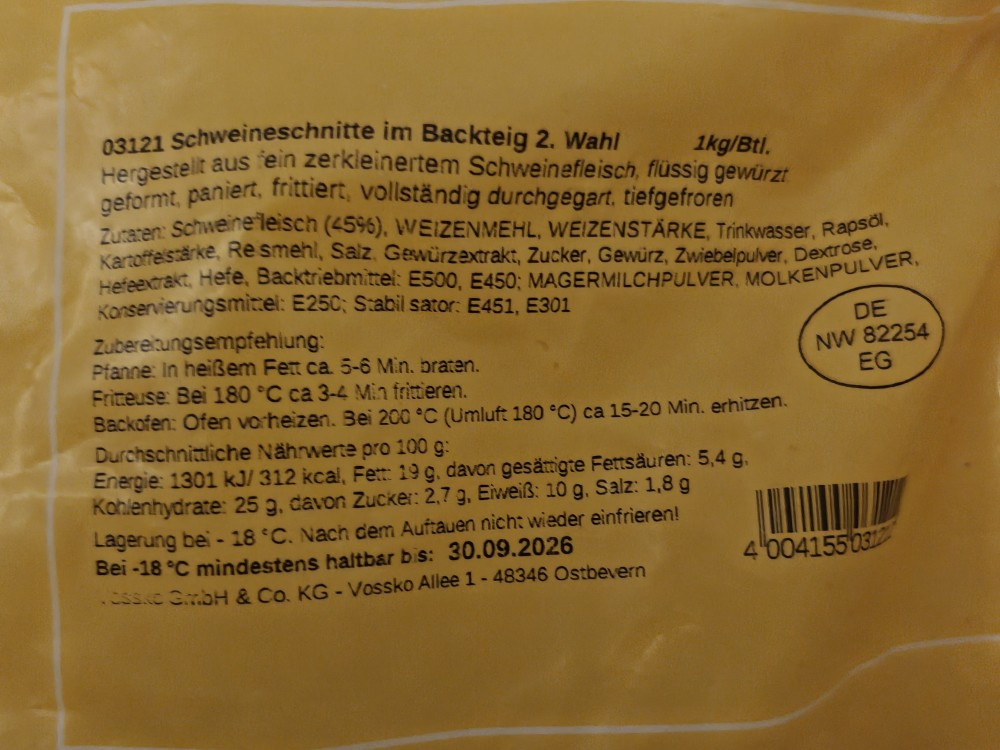 03121 Schweineschnitte im Backteig 2. Wahl 1kg/Btl.
Hergestellt aus fein zerkleinertem Schweinefleisch, flüssig gewürzt
geformt, paniert, frittiert, vollständig durchgegart, tiefgefroren
Zutaten: Schweinefleisch (45%), WEIZENMEHL, WEIZENSTÄRKE, Trinkwasser, Rapsöl,
Kartoffelstärke, Reismehl, Salz, Gewürzextrakt, Zucker, Gewürz, Zwiebelpulver, Dextrose,
Hefeextrakt, Hefe, Backtriebmittel: E500, E450; MAGERMILCHPULVER, MOLKENPULVER,
Konservierungsmittel: E250; Stabilisator: E451, E301
DE
NW 82254
EG
Zubereitungsempfehlung:
Pfanne: In heißem Fett ca. 5-6 Min. braten.
Fritteuse: Bei 180 °C ca 3-4 Min frittieren.
Backofen: Ofen vorheizen. Bei 200 °C (Umluft 180 °C) ca 15-20 Min. erhitzen.
Durchschnittliche Nährwerte pro 100 g:
Energie: 1301 kJ/ 312 kcal, Fett: 19 g, davon gesättigte Fettsäuren: 5,4 g,
Kohlenhydrate: 25 g, davon Zucker: 2,7 g, Eiweiß: 10 g, Salz: 1,8 g
Lagerung bei - 18 °C. Nach dem Auftauen nicht wieder einfrieren!
Bei -18 °C mindestens haltbar bis: 30.09.2026
Vossko GmbH & Co. KG - Vossko Allee 1 - 48346 Ostbevern
4 004155